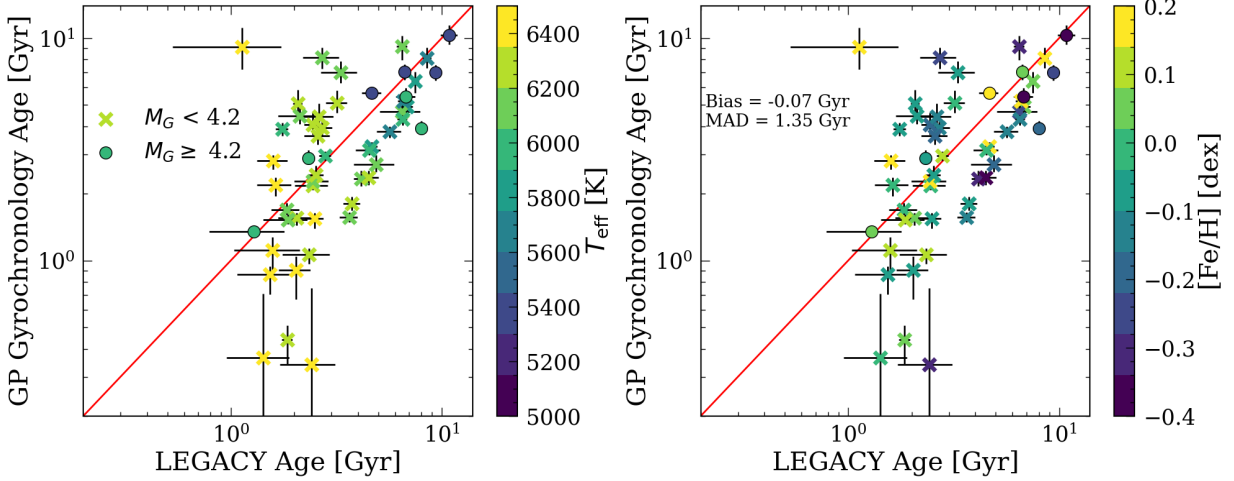 GP Gyrochronology Age [Gyr]
10¹
10⁰
M_G < 4.2
M_G ≥ 4.2
10⁰ 10¹
LEGACY Age [Gyr]
6400
6200
6000
5800
5600
5400
5200
5000
T_eff [K]
GP Gyrochronology Age [Gyr]
10¹
10⁰
Bias = -0.07 Gyr
MAD = 1.35 Gyr
10⁰ 10¹
LEGACY Age [Gyr]
0.2
0.1
0.0
−0.1
−0.2
−0.3
−0.4
[Fe/H] [dex]